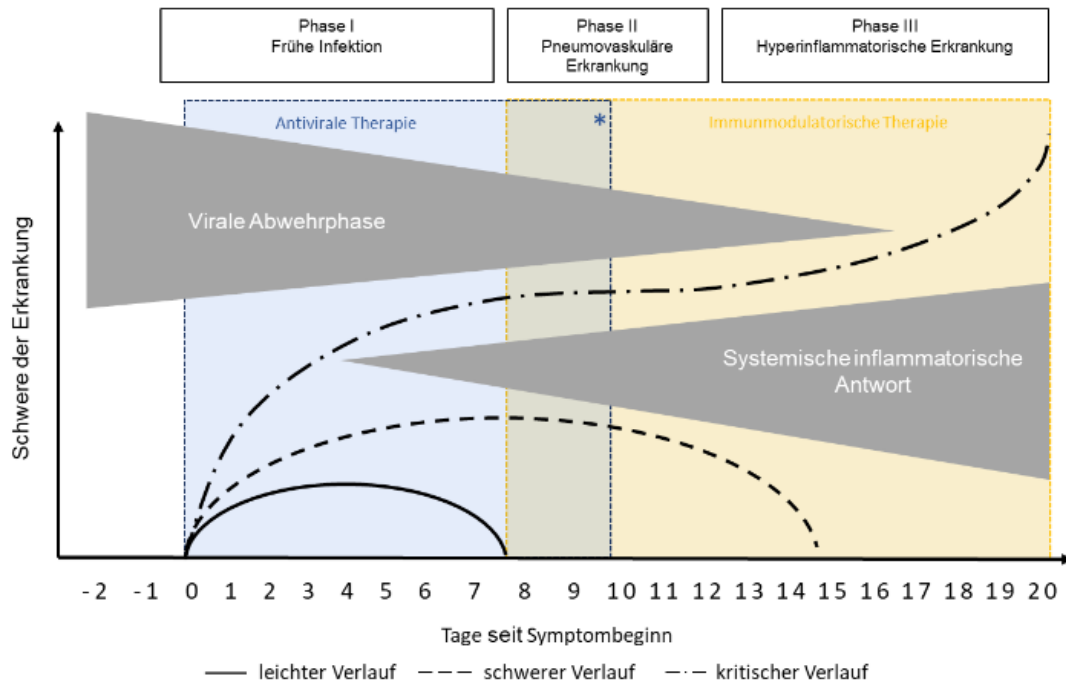 Phase I
Frühe Infektion
Phase II
Pneumovaskuläre
Erkrankung
Phase III
Hyperinflammatorische Erkrankung
Antivirale Therapie
*
Immunmodulatorische Therapie
Virale Abwehrphase
Systemische inflammatorische
Antwort
Schwere der Erkrankung
-2 -1 0 1 2 3 4 5 6 7 8 9 10 11 12 13 14 15 16 17 18 19 20
Tage seit Symptombeginn
leichter Verlauf schwerer Verlauf kritischer Verlauf